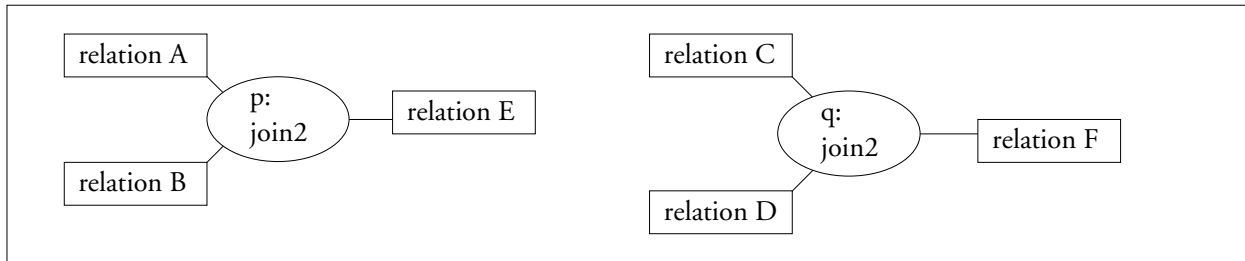 relation A
p:
join2
relation E
relation B
relation C
q:
join2
relation F
relation D